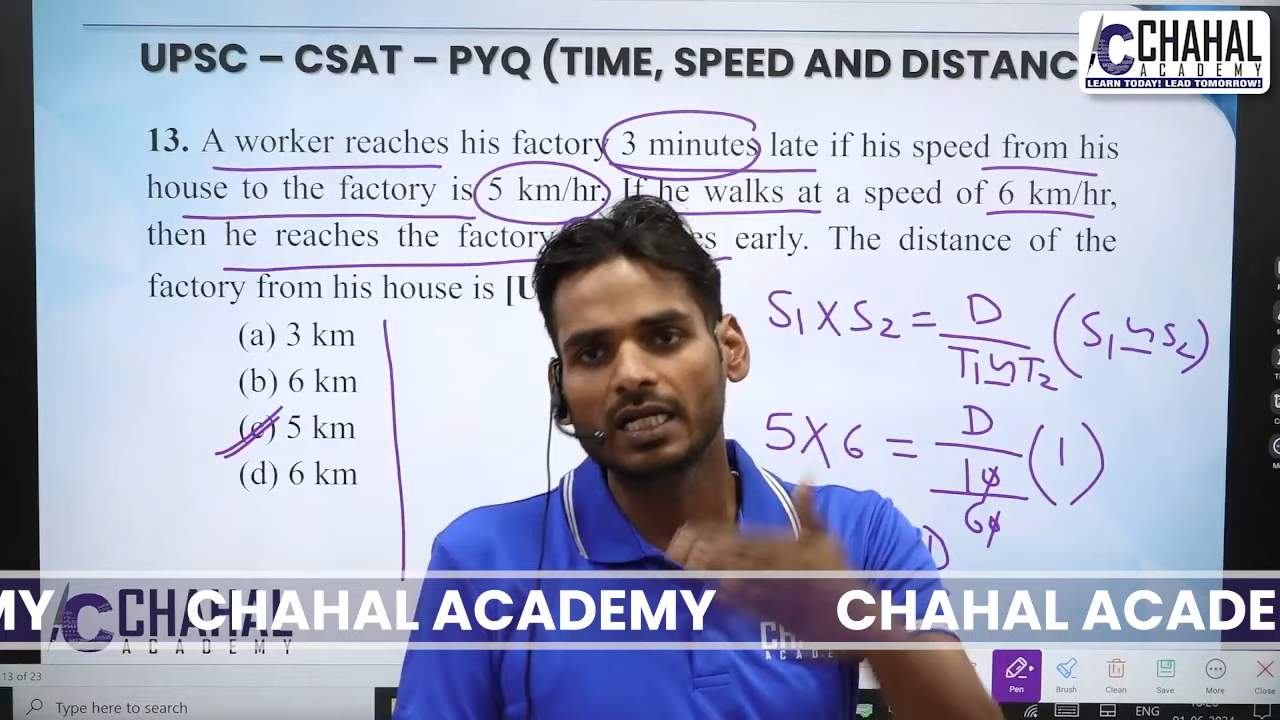 UPSC – CSAT – PYQ (TIME, SPEED AND DISTANC
CHAHAL
ACADEMY
LEARN TODAY! LEAD TOMORROW!
13. A worker reaches his factory 3 minutes late if his speed from his
house to the factory is 5 km/hr. If he walks at a speed of 6 km/hr,
then he reaches the factory early. The distance of the
factory from his house is [U
(a) 3 km
(b) 6 km
(c) 5 km
(d) 6 km
S₁ X S₂ = D / T₁ ~ T₂ (S₁ ~ S₂)
5 X 6 = D / 10 / 60 (1)
D
MY CHAHAL ACADEMY CHAHAL ACADE
CHAHAL
ACADEMY
13 of 23
Pen Brush Clean Save More Close
Type here to search
ENG